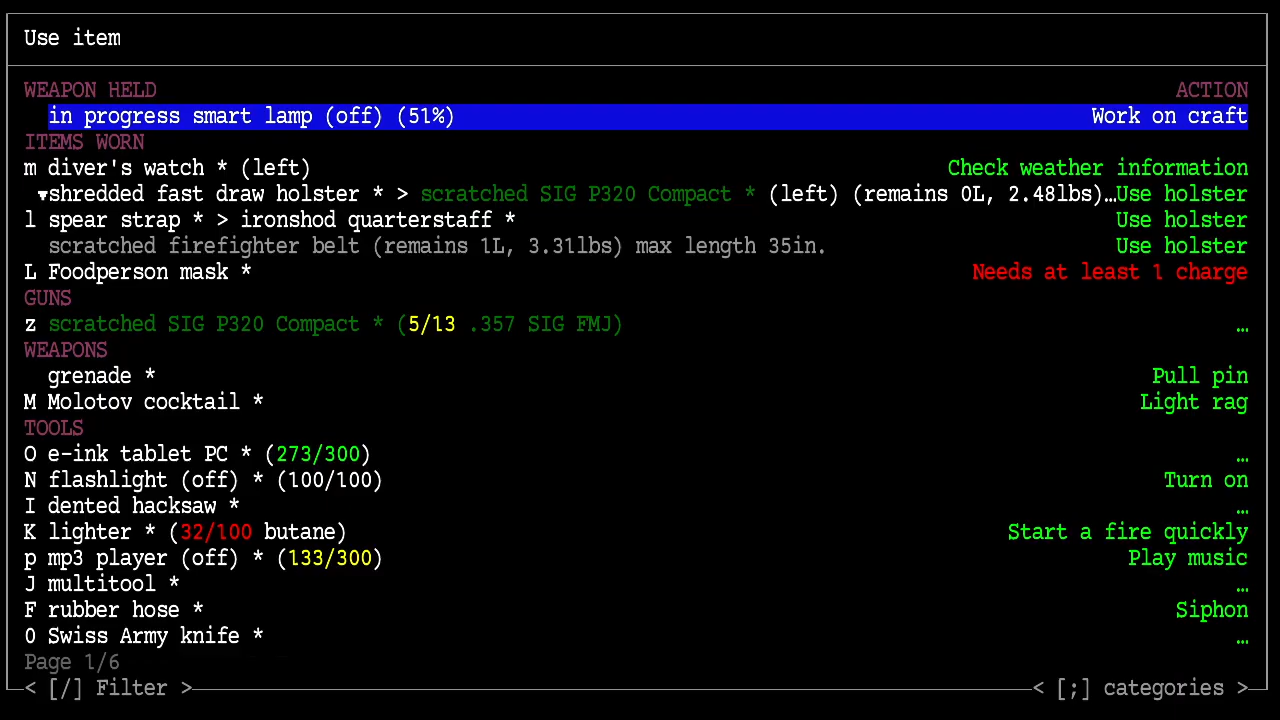 Use item
WEAPON HELD ACTION
in progress smart lamp (off) (51%) Work on craft
ITEMS WORN
m diver's watch * (left) Check weather information
▾shredded fast draw holster * > scratched SIG P320 Compact * (left) (remains 0L, 2.48lbs)…Use holster
l spear strap * > ironshod quarterstaff * Use holster
scratched firefighter belt (remains 1L, 3.31lbs) max length 35in. Use holster
L Foodperson mask * Needs at least 1 charge
GUNS
z scratched SIG P320 Compact * (5/13 .357 SIG FMJ) …
WEAPONS
grenade * Pull pin
M Molotov cocktail * Light rag
TOOLS
O e-ink tablet PC * (273/300) …
N flashlight (off) * (100/100) Turn on
I dented hacksaw * …
K lighter * (32/100 butane) Start a fire quickly
p mp3 player (off) * (133/300) Play music
J multitool * …
F rubber hose * Siphon
0 Swiss Army knife * …
Page 1/6
< [/] Filter > < [;] categories >